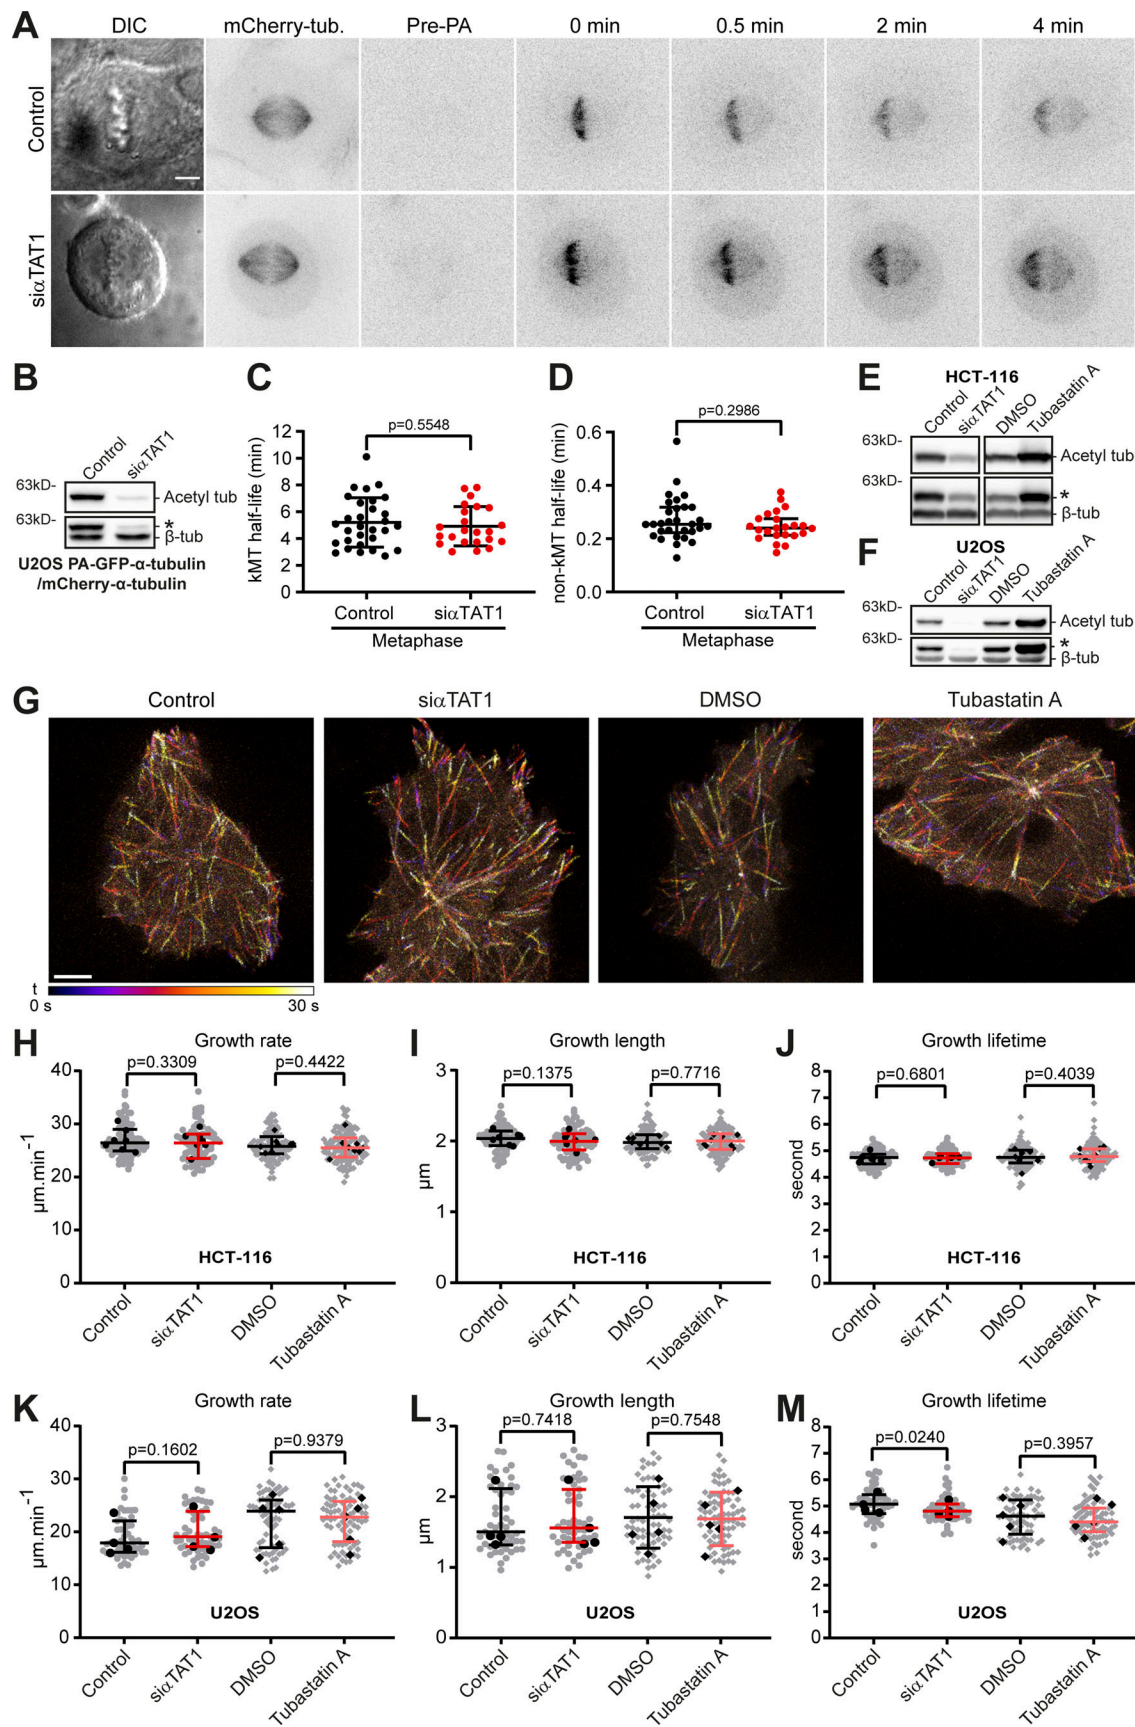 A
DIC mCherry-tub. Pre-PA 0 min 0.5 min 2 min 4 min
Control
siαTAT1
B
Control siαTAT1
63kD- - Acetyl tub
63kD- - *
- β-tub
U2OS PA-GFP-α-tubulin
/mCherry-α-tubulin
C
p=0.5548
kMT half-life (min)
12
10
8
6
4
2
0
Control siαTAT1
Metaphase
D
p=0.2986
non-kMT half-life (min)
0.6
0.4
0.2
0.0
Control siαTAT1
Metaphase
E
HCT-116
Control siαTAT1 DMSO Tubastatin A
63kD- - Acetyl tub
63kD- - *
- β-tub
F
U2OS
Control siαTAT1 DMSO Tubastatin A
63kD- - Acetyl tub
63kD- - *
- β-tub
G
Control siαTAT1 DMSO Tubastatin A
t
0 s 30 s
H
Growth rate
p=0.3309 p=0.4422
µm.min⁻¹
40
30
20
10
0
HCT-116
Control siαTAT1 DMSO Tubastatin A
I
Growth length
p=0.1375 p=0.7716
µm
3
2
1
0
HCT-116
Control siαTAT1 DMSO Tubastatin A
J
Growth lifetime
p=0.6801 p=0.4039
second
8
7
6
5
4
3
2
1
0
HCT-116
Control siαTAT1 DMSO Tubastatin A
K
Growth rate
p=0.1602 p=0.9379
µm.min⁻¹
40
30
20
10
0
U2OS
Control siαTAT1 DMSO Tubastatin A
L
Growth length
p=0.7418 p=0.7548
µm
3
2
1
0
U2OS
Control siαTAT1 DMSO Tubastatin A
M
Growth lifetime
p=0.0240 p=0.3957
second
8
7
6
5
4
3
2
1
0
U2OS
Control siαTAT1 DMSO Tubastatin A